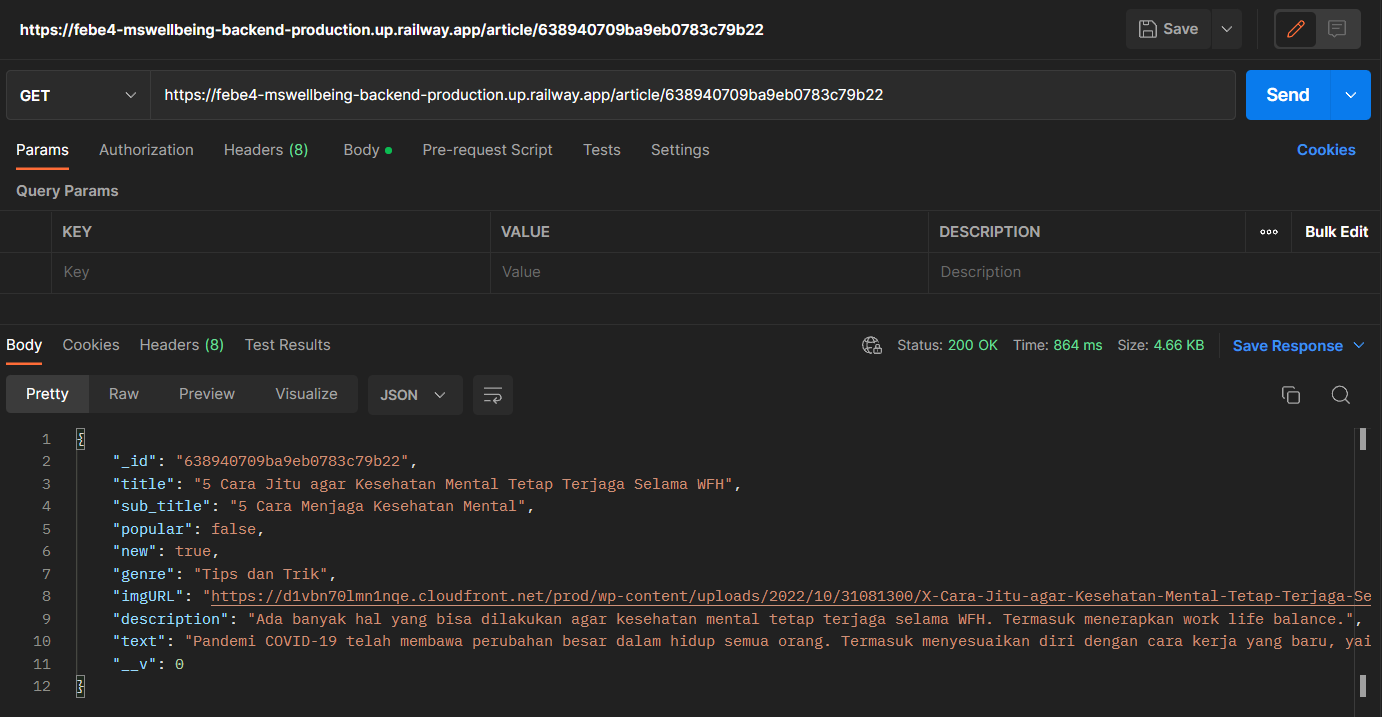 https://febe4-mswellbeing-backend-production.up.railway.app/article/638940709ba9eb0783c79b22
Save
GET
https://febe4-mswellbeing-backend-production.up.railway.app/article/638940709ba9eb0783c79b22
Send
Params Authorization Headers (8) Body Pre-request Script Tests Settings Cookies
Query Params
KEY VALUE DESCRIPTION Bulk Edit
Key Value Description
Body Cookies Headers (8) Test Results Status: 200 OK Time: 864 ms Size: 4.66 KB Save Response
Pretty Raw Preview Visualize JSON
1 {
2 "_id": "638940709ba9eb0783c79b22",
3 "title": "5 Cara Jitu agar Kesehatan Mental Tetap Terjaga Selama WFH",
4 "sub_title": "5 Cara Menjaga Kesehatan Mental",
5 "popular": false,
6 "new": true,
7 "genre": "Tips dan Trik",
8 "imgURL": "https://d1vbn70lmn1nqe.cloudfront.net/prod/wp-content/uploads/2022/10/31081300/X-Cara-Jitu-agar-Kesehatan-Mental-Tetap-Terjaga-Se
9 "description": "Ada banyak hal yang bisa dilakukan agar kesehatan mental tetap terjaga selama WFH. Termasuk menerapkan work life balance.",
10 "text": "Pandemi COVID-19 telah membawa perubahan besar dalam hidup semua orang. Termasuk menyesuaikan diri dengan cara kerja yang baru, yai
11 "__v": 0
12 }